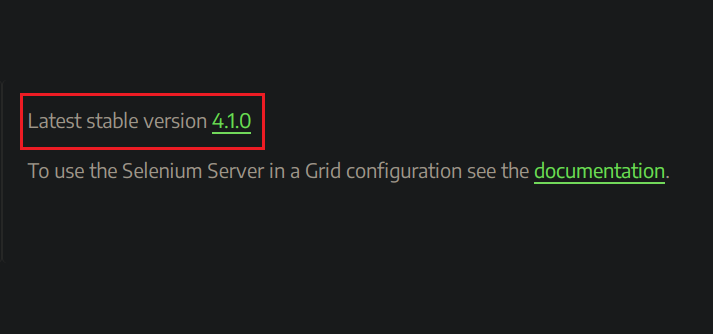 Latest stable version 4.1.0
To use the Selenium Server in a Grid configuration see the documentation.